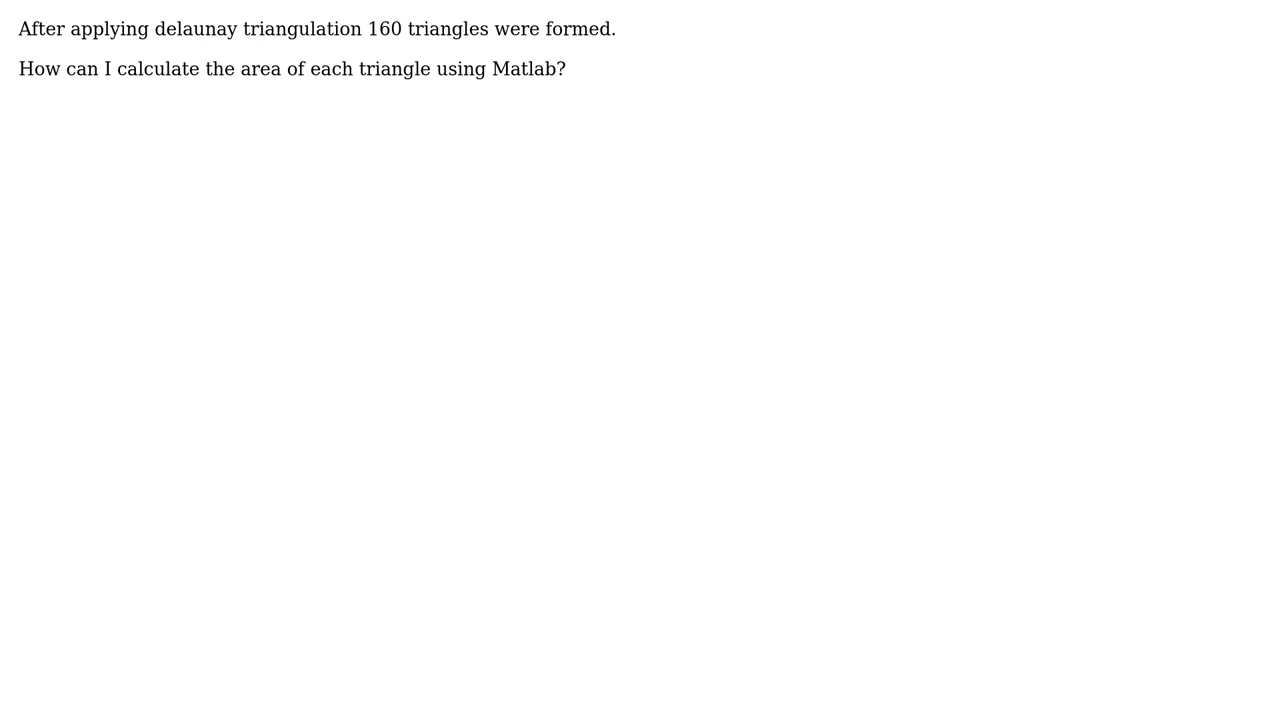 After applying delaunay triangulation 160 triangles were formed.
How can I calculate the area of each triangle using Matlab?